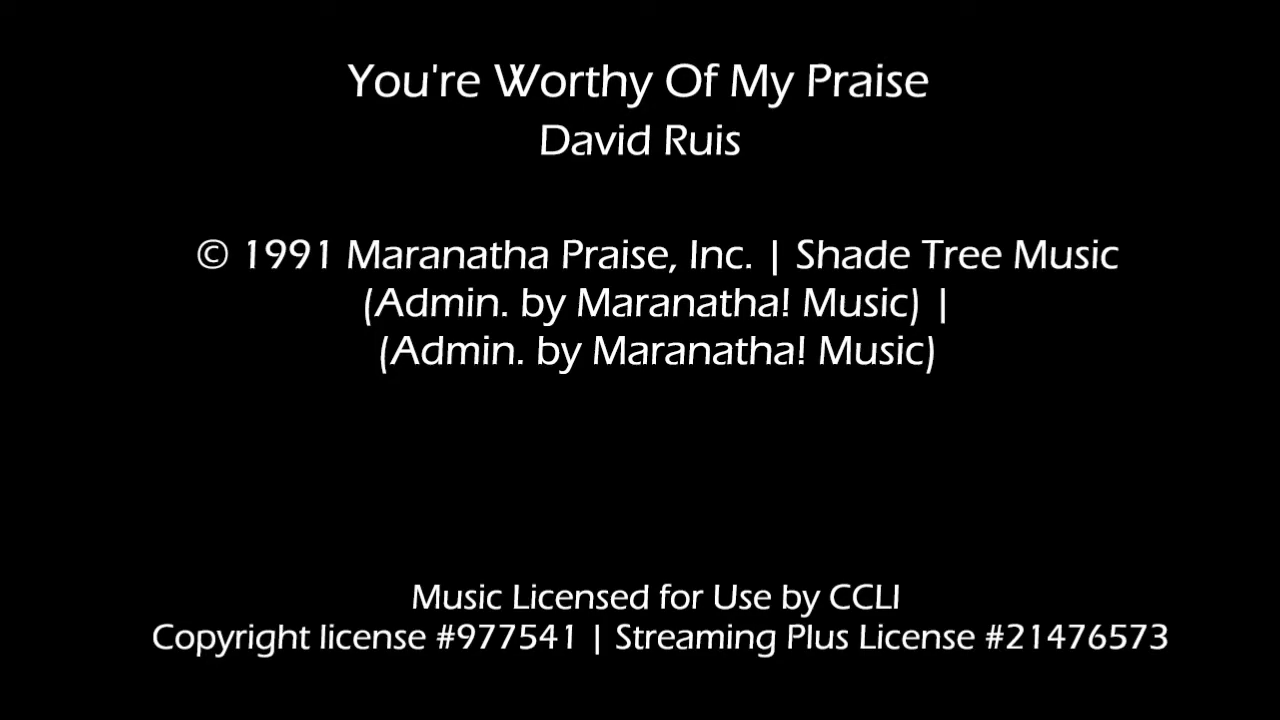 You're Worthy Of My Praise
David Ruis
© 1991 Maranatha Praise, Inc. | Shade Tree Music
(Admin. by Maranatha! Music) |
(Admin. by Maranatha! Music)
Music Licensed for Use by CCLI
Copyright license #977541 | Streaming Plus License #21476573